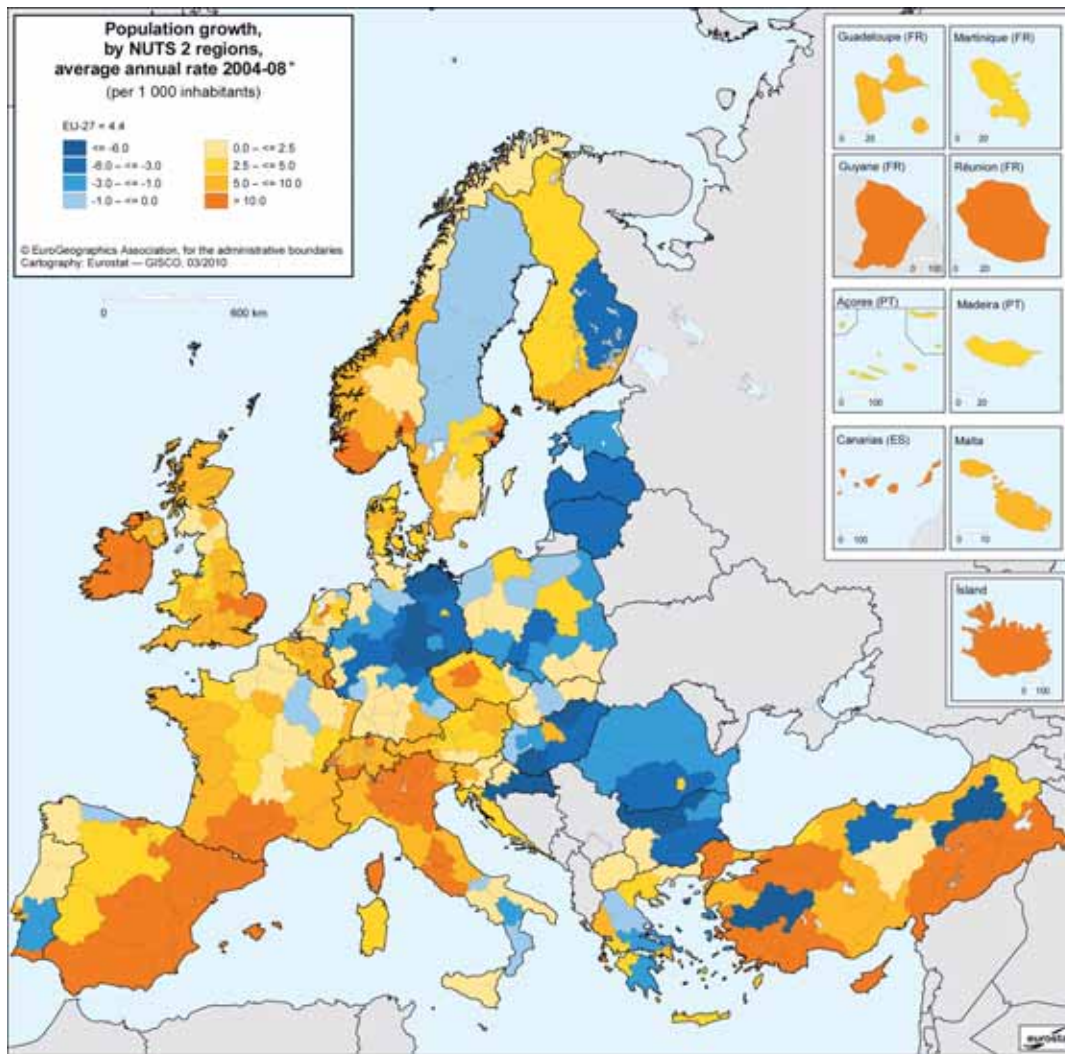 Population growth,
by NUTS 2 regions,
average annual rate 2004-08*
(per 1 000 inhabitants)
EU-27 = 4.4
<= -6.0
-6.0 – <= -3.0
-3.0 – <= -1.0
-1.0 – <= 0.0
0.0 – <= 2.5
2.5 – <= 5.0
5.0 – <= 10.0
> 10.0
© EuroGeographics Association, for the administrative boundaries
Cartography: Eurostat — GISCO, 03/2010
600 km
Guadeloupe (FR)
0 20
Martinique (FR)
0 20
Guyane (FR)
0 100
Réunion (FR)
0 20
Açores (PT)
0 100
Madeira (PT)
0 20
Canarias (ES)
0 100
Malta
0 10
Ísland
0 100
eurostat